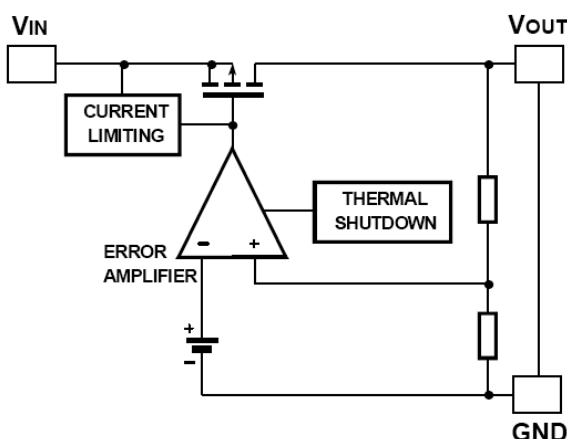 VIN
VOUT
CURRENT
LIMITING
THERMAL
SHUTDOWN
- +
ERROR
AMPLIFIER
+
-
GND